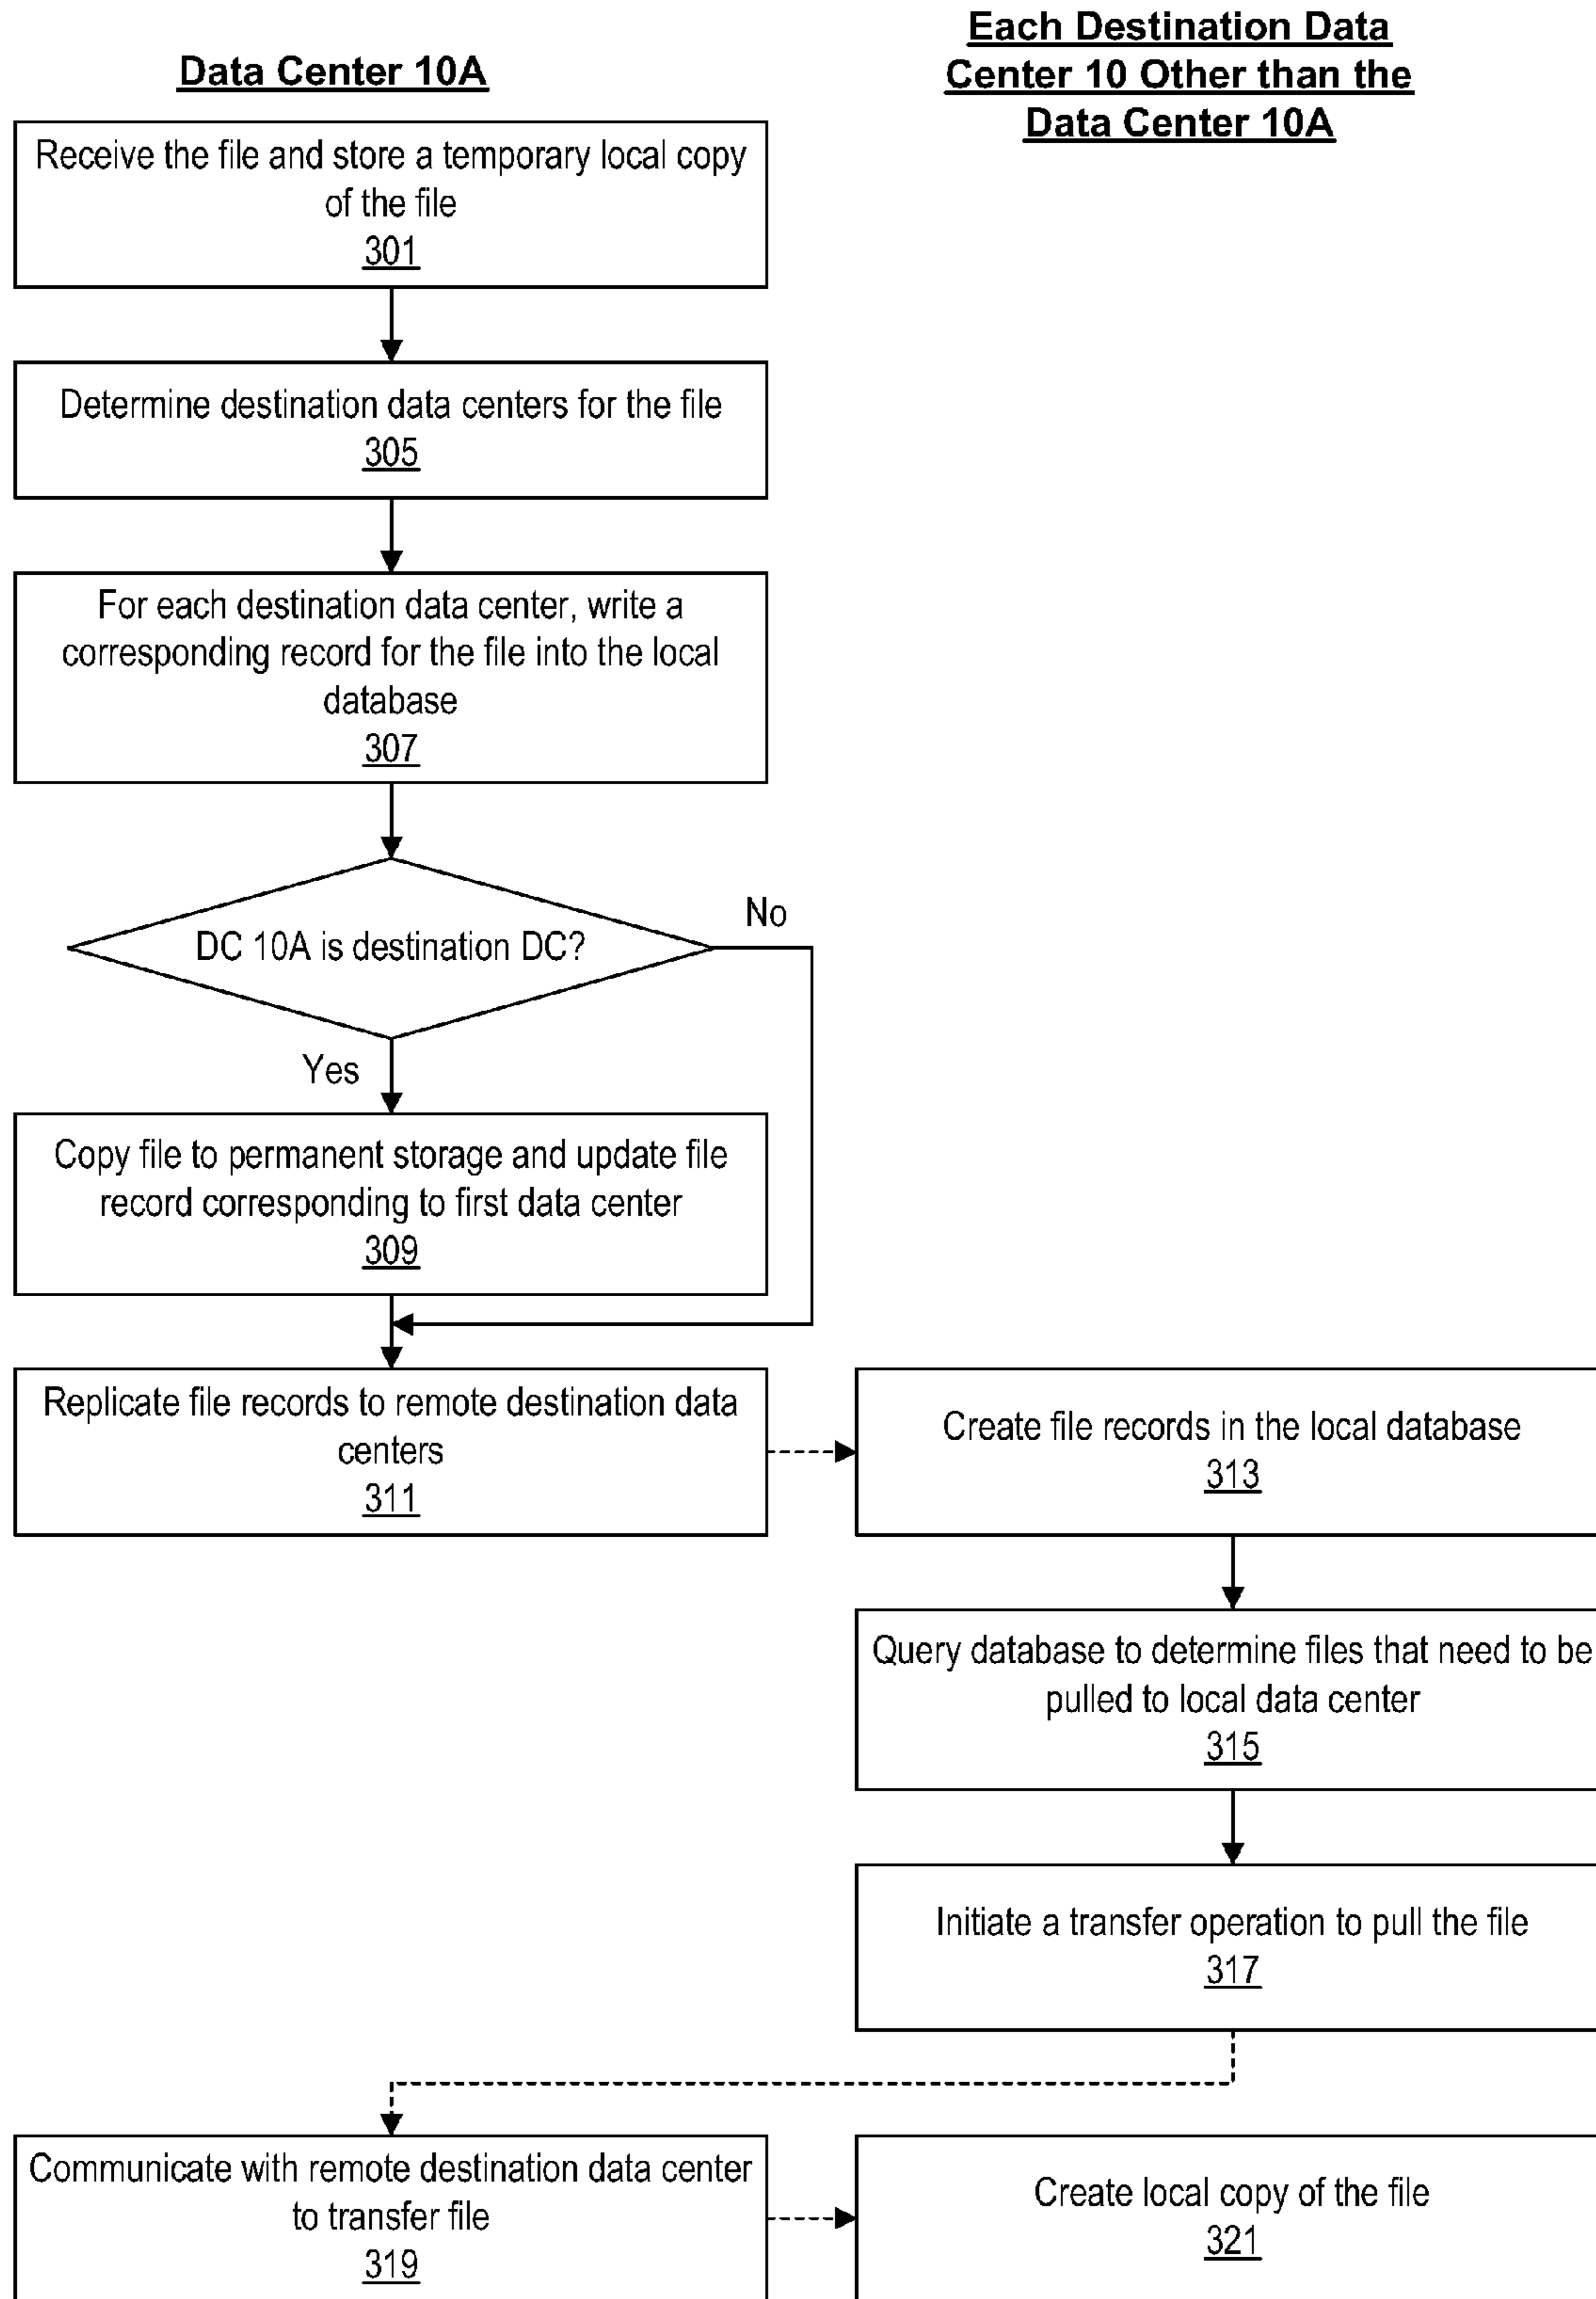 Data Center 10A
Each Destination Data
Center 10 Other than the
Data Center 10A
Receive the file and store a temporary local copy
of the file
301
Determine destination data centers for the file
305
For each destination data center, write a
corresponding record for the file into the local
database
307
DC 10A is destination DC?
No
Yes
Copy file to permanent storage and update file
record corresponding to first data center
309
Replicate file records to remote destination data
centers
311
Create file records in the local database
313
Query database to determine files that need to be
pulled to local data center
315
Initiate a transfer operation to pull the file
317
Communicate with remote destination data center
to transfer file
319
Create local copy of the file
321